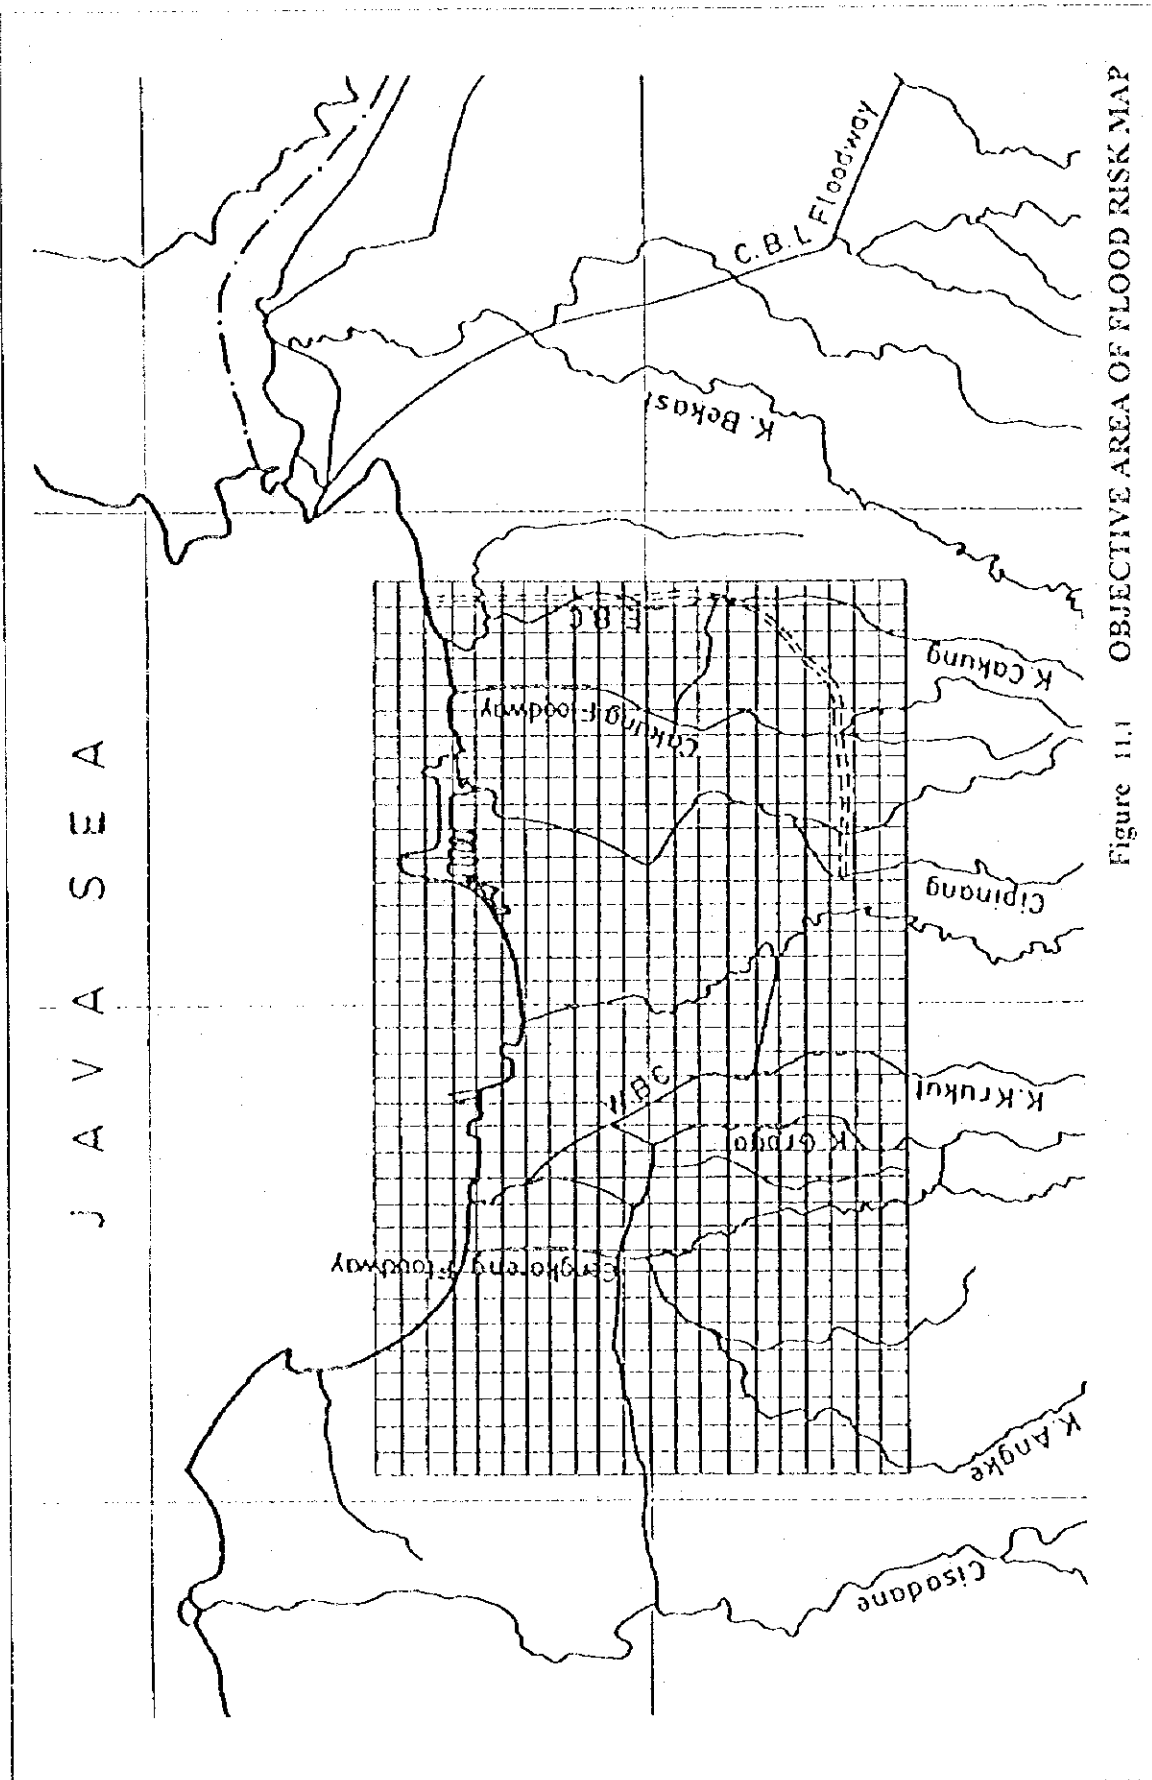 JAVA SEA
C.B.L Floodway
K. Bekasi
E.B.C
Cakung Floodway
K.Cakung
Cipinang
W.B.C
K.Krukut
K.Grogol
Cengkareng Floodway
K.Angke
Cisadane
Figure 11.1 OBJECTIVE AREA OF FLOOD RISK MAP